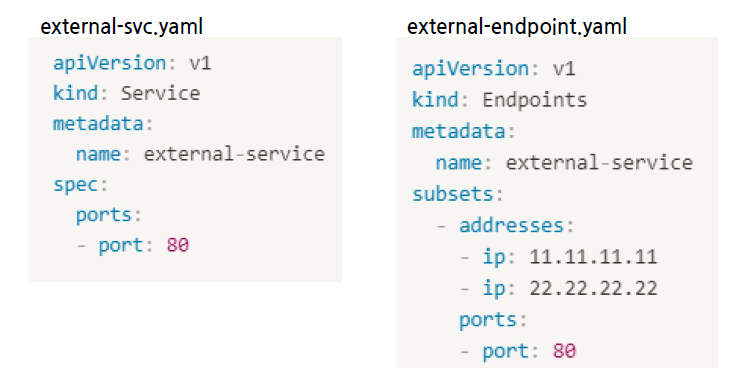 external-svc.yaml
apiVersion: v1
kind: Service
metadata:
  name: external-service
spec:
  ports:
  - port: 80
external-endpoint.yaml
apiVersion: v1
kind: Endpoints
metadata:
  name: external-service
subsets:
  - addresses:
    - ip: 11.11.11.11
    - ip: 22.22.22.22
    ports:
    - port: 80